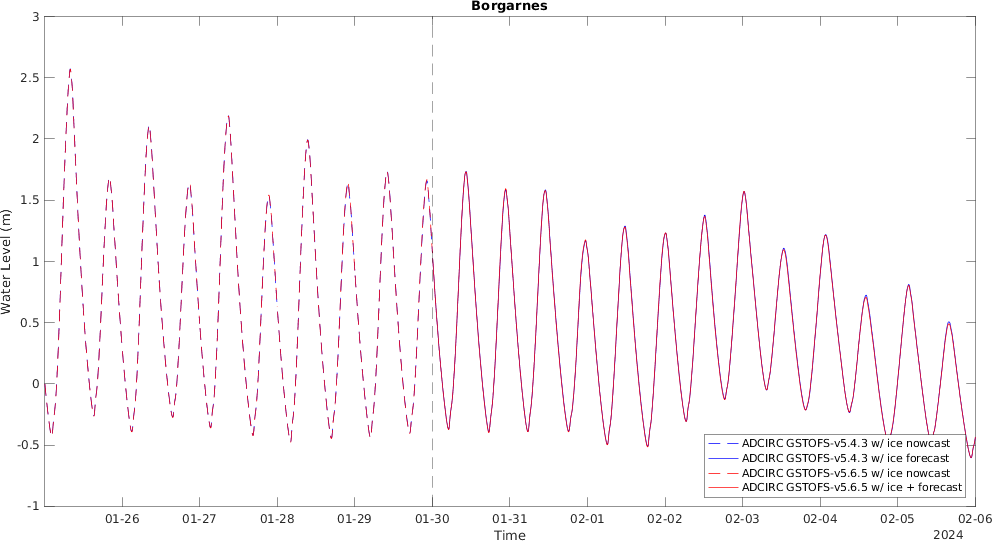 Borgarnes
3
2.5
2
1.5
1
0.5
0
-0.5
-1
Water Level (m)
01-26 01-27 01-28 01-29 01-30 01-31 02-01 02-02 02-03 02-04 02-05 02-06
Time
2024
ADCIRC GSTOFS-v5.4.3 w/ ice nowcast
ADCIRC GSTOFS-v5.4.3 w/ ice forecast
ADCIRC GSTOFS-v5.6.5 w/ ice nowcast
ADCIRC GSTOFS-v5.6.5 w/ ice + forecast